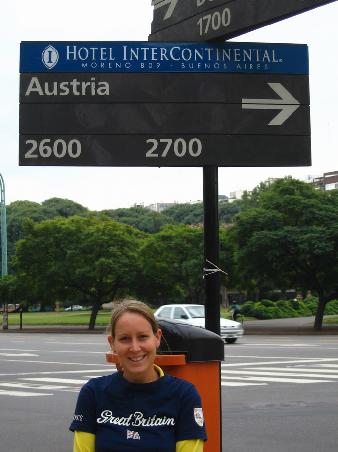 1700
HOTEL INTERCONTINENTAL®
MORENO 809 - BUENOS AIRES
Austria
2600 2700
Great Britain